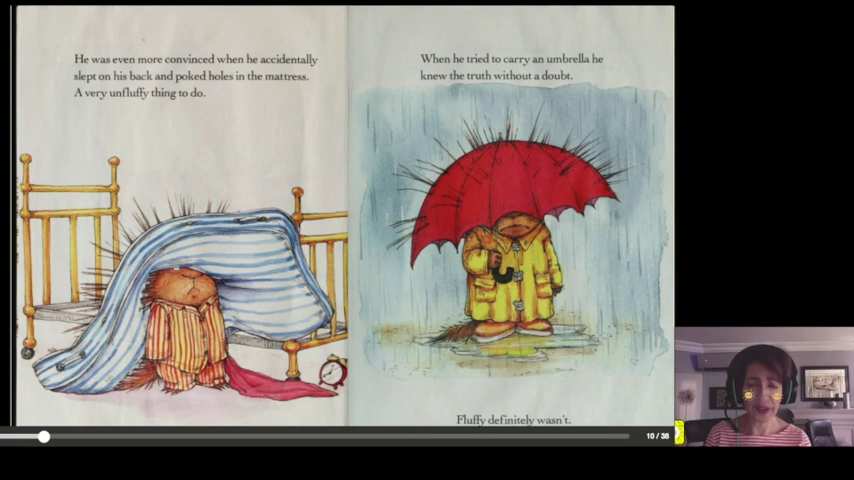 He was even more convinced when he accidentally
slept on his back and poked holes in the mattress.
A very unfluffy thing to do.
When he tried to carry an umbrella he
knew the truth without a doubt.
Fluffy definitely wasn't.
10 / 38